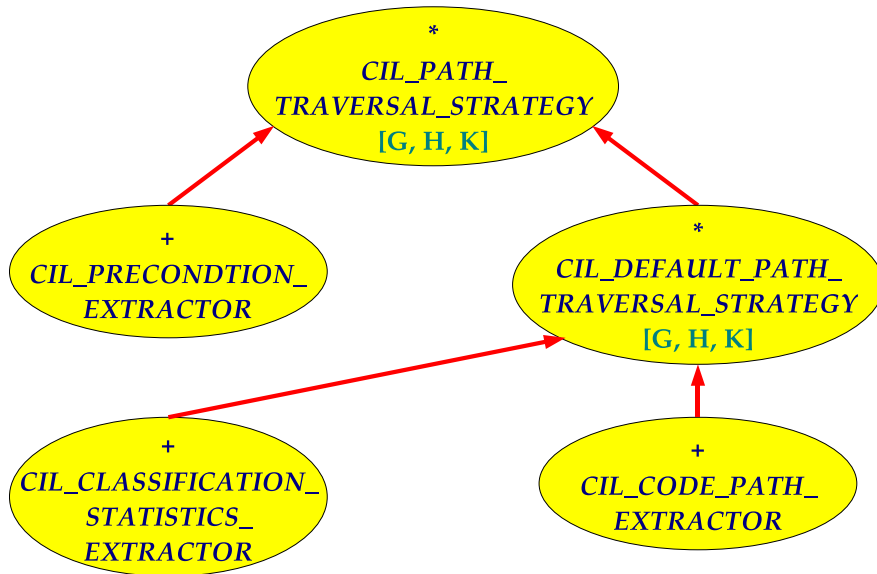 *
CIL_PATH_
TRAVERSAL_STRATEGY
[G, H, K]
+
CIL_PRECONDTION_
EXTRACTOR
*
CIL_DEFAULT_PATH_
TRAVERSAL_STRATEGY
[G, H, K]
+
CIL_CLASSIFICATION_
STATISTICS_
EXTRACTOR
+
CIL_CODE_PATH_
EXTRACTOR